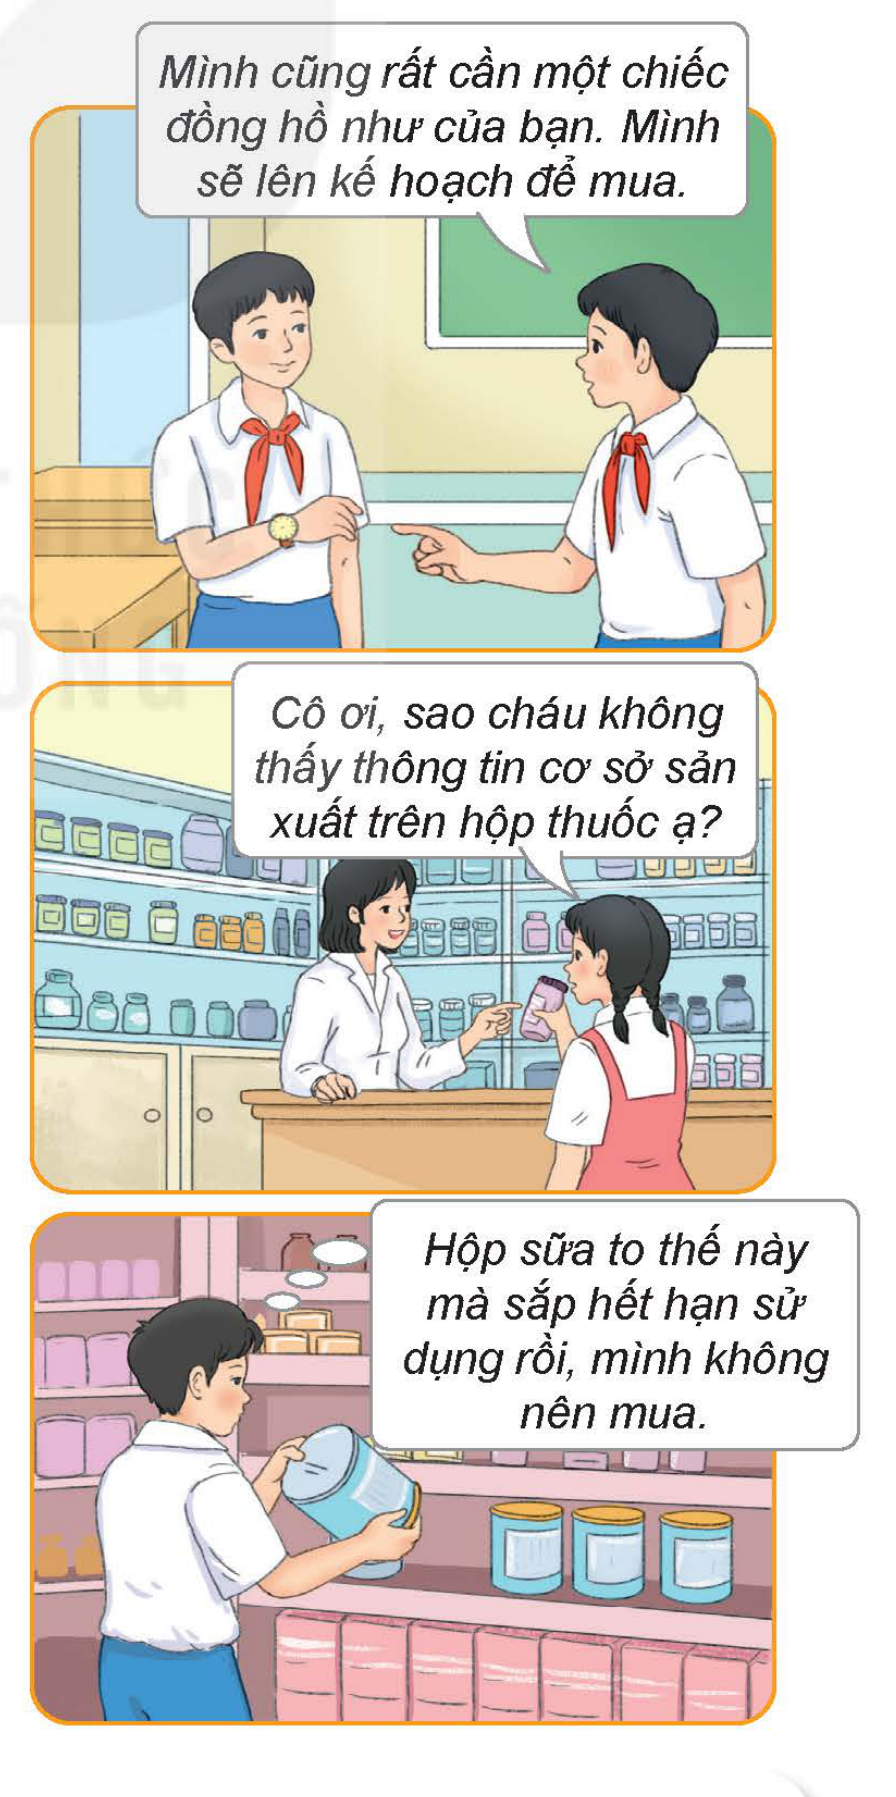 Mình cũng rất cần một chiếc
đồng hồ như của bạn. Mình
sẽ lên kế hoạch để mua.
Cô ơi, sao cháu không
thấy thông tin cơ sở sản
xuất trên hộp thuốc ạ?
Hộp sữa to thế này
mà sắp hết hạn sử
dụng rồi, mình không
nên mua.